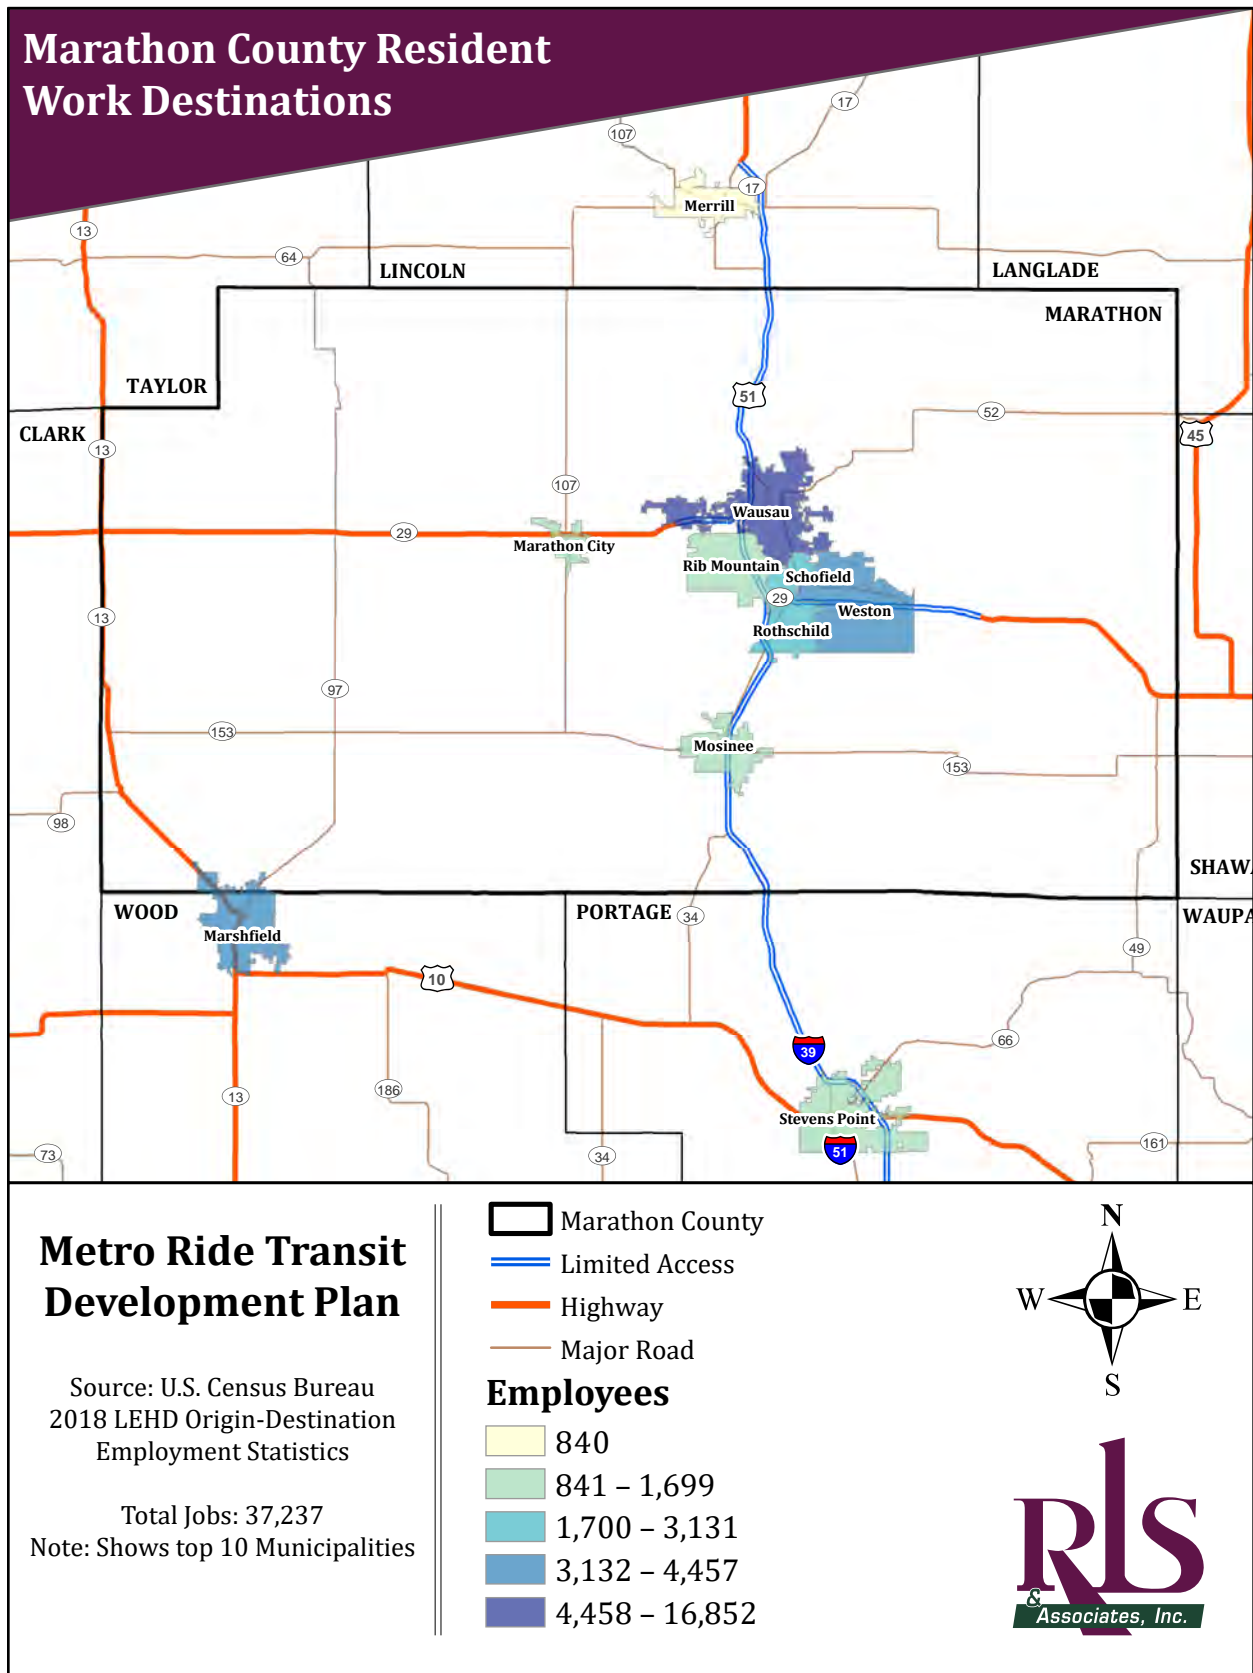 Marathon County Resident
Work Destinations
107
17
17
Merrill
13
64
LINCOLN
LANGLADE
MARATHON
TAYLOR
51
52
CLARK
13
45
107
Wausau
29
Marathon City
Rib Mountain
Schofield
29
Weston
13
Rothschild
97
153
Mosinee
153
98
SHAWA
WOOD
PORTAGE
WAUPA
34
Marshfield
49
10
39
66
13
186
Stevens Point
73
34
51
161
Metro Ride Transit
Development Plan
Source: U.S. Census Bureau
2018 LEHD Origin-Destination
Employment Statistics
Total Jobs: 37,237
Note: Shows top 10 Municipalities
Marathon County
Limited Access
Highway
Major Road
Employees
840
841 – 1,699
1,700 – 3,131
3,132 – 4,457
4,458 – 16,852
N
W
E
S
RLS
& Associates, Inc.